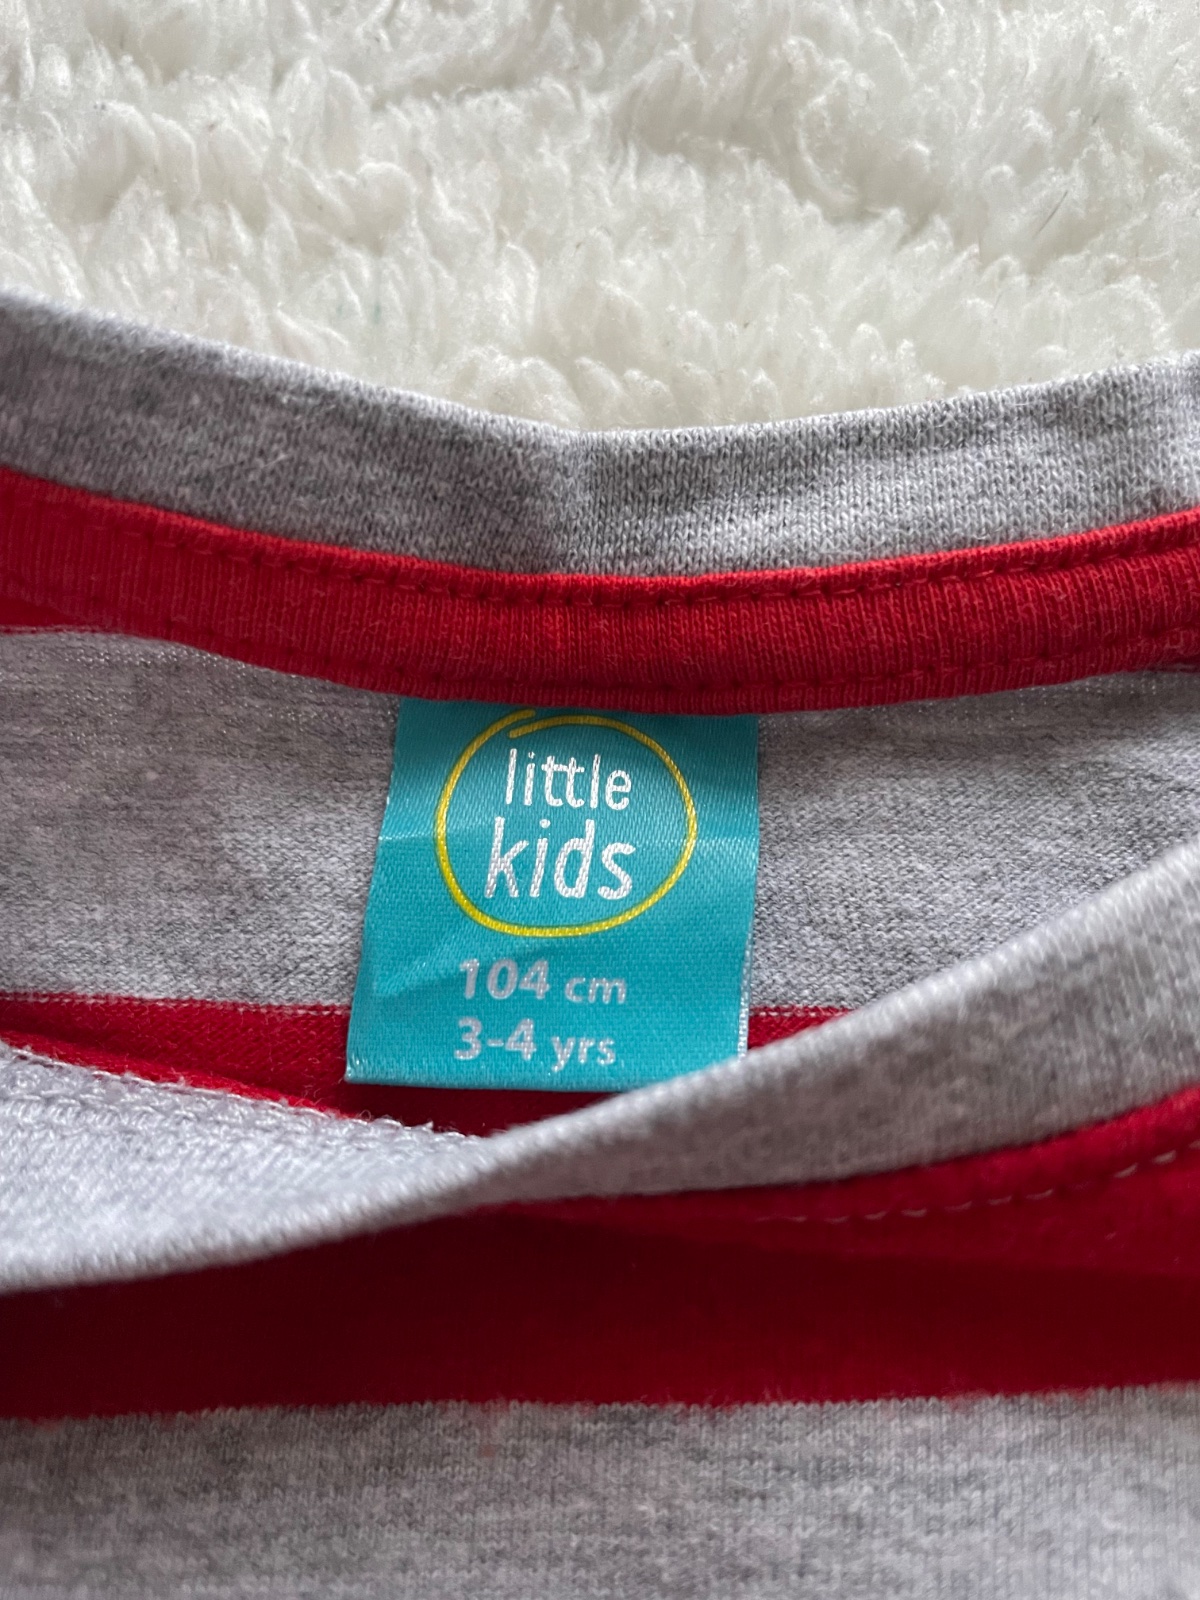 little
kids
104 cm
3-4 yrs